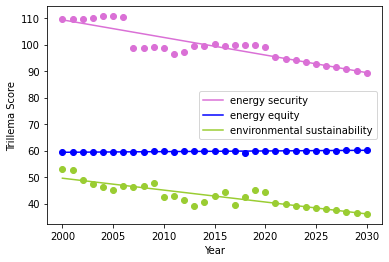 110
100
90
80
70
60
50
40
Trillema Score
energy security
energy equity
environmental sustainability
2000 2005 2010 2015 2020 2025 2030
Year